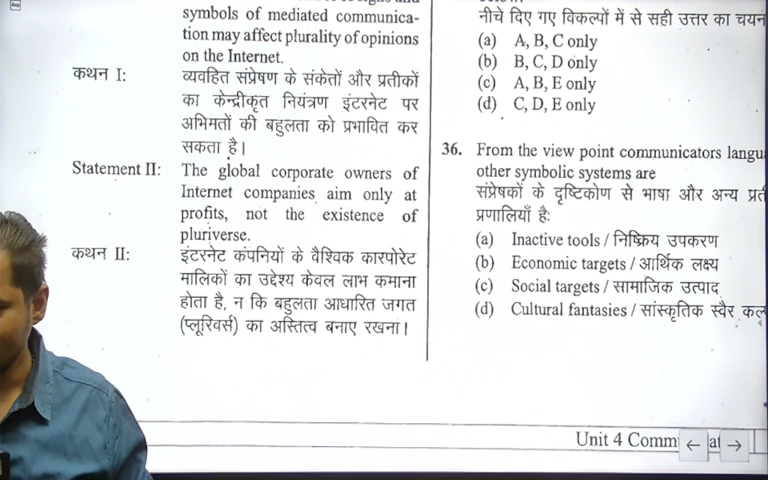 symbols of mediated communica-
tion may affect plurality of opinions
on the Internet.
कथन I: व्यवहित संप्रेषण के संकेतों और प्रतीकों
का केन्द्रीकृत नियंत्रण इंटरनेट पर
अभिमतों की बहुलता को प्रभावित कर
सकता है।
Statement II: The global corporate owners of
Internet companies aim only at
profits, not the existence of
pluriverse.
कथन II: इंटरनेट कंपनियों के वैश्विक कारपोरेट
मालिकों का उद्देश्य केवल लाभ कमाना
होता है, न कि बहुलता आधारित जगत
(प्लूरिवर्स) का अस्तित्व बनाए रखना।
नीचे दिए गए विकल्पों में से सही उत्तर का चयन
(a) A, B, C only
(b) B, C, D only
(c) A, B, E only
(d) C, D, E only
36. From the view point communicators langu
other symbolic systems are
संप्रेषकों के दृष्टिकोण से भाषा और अन्य
प्रणालियाँ है:
(a) Inactive tools / निष्क्रिय उपकरण
(b) Economic targets / आर्थिक लक्ष्य
(c) Social targets / सामाजिक उत्पाद
(d) Cultural fantasies / सांस्कृतिक स्वैर
Unit 4 Comm